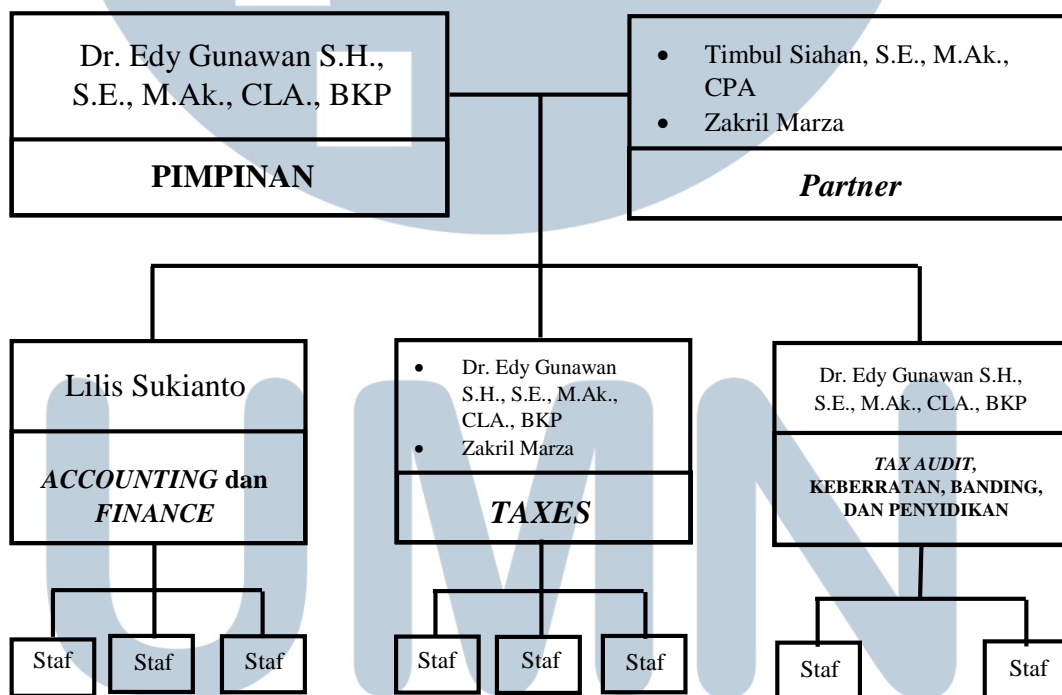 Dr. Edy Gunawan S.H.,
S.E., M.Ak., CLA., BKP
PIMPINAN
• Timbul Siahan, S.E., M.Ak.,
CPA
• Zakril Marza
Partner
Lilis Sukianto
ACCOUNTING dan
FINANCE
• Dr. Edy Gunawan
S.H., S.E., M.Ak.,
CLA., BKP
• Zakril Marza
TAXES
Dr. Edy Gunawan S.H.,
S.E., M.Ak., CLA., BKP
TAX AUDIT,
KEBERRATAN, BANDING,
DAN PENYIDIKAN
Staf
Staf
Staf
Staf
Staf
Staf
Staf
Staf
UMN